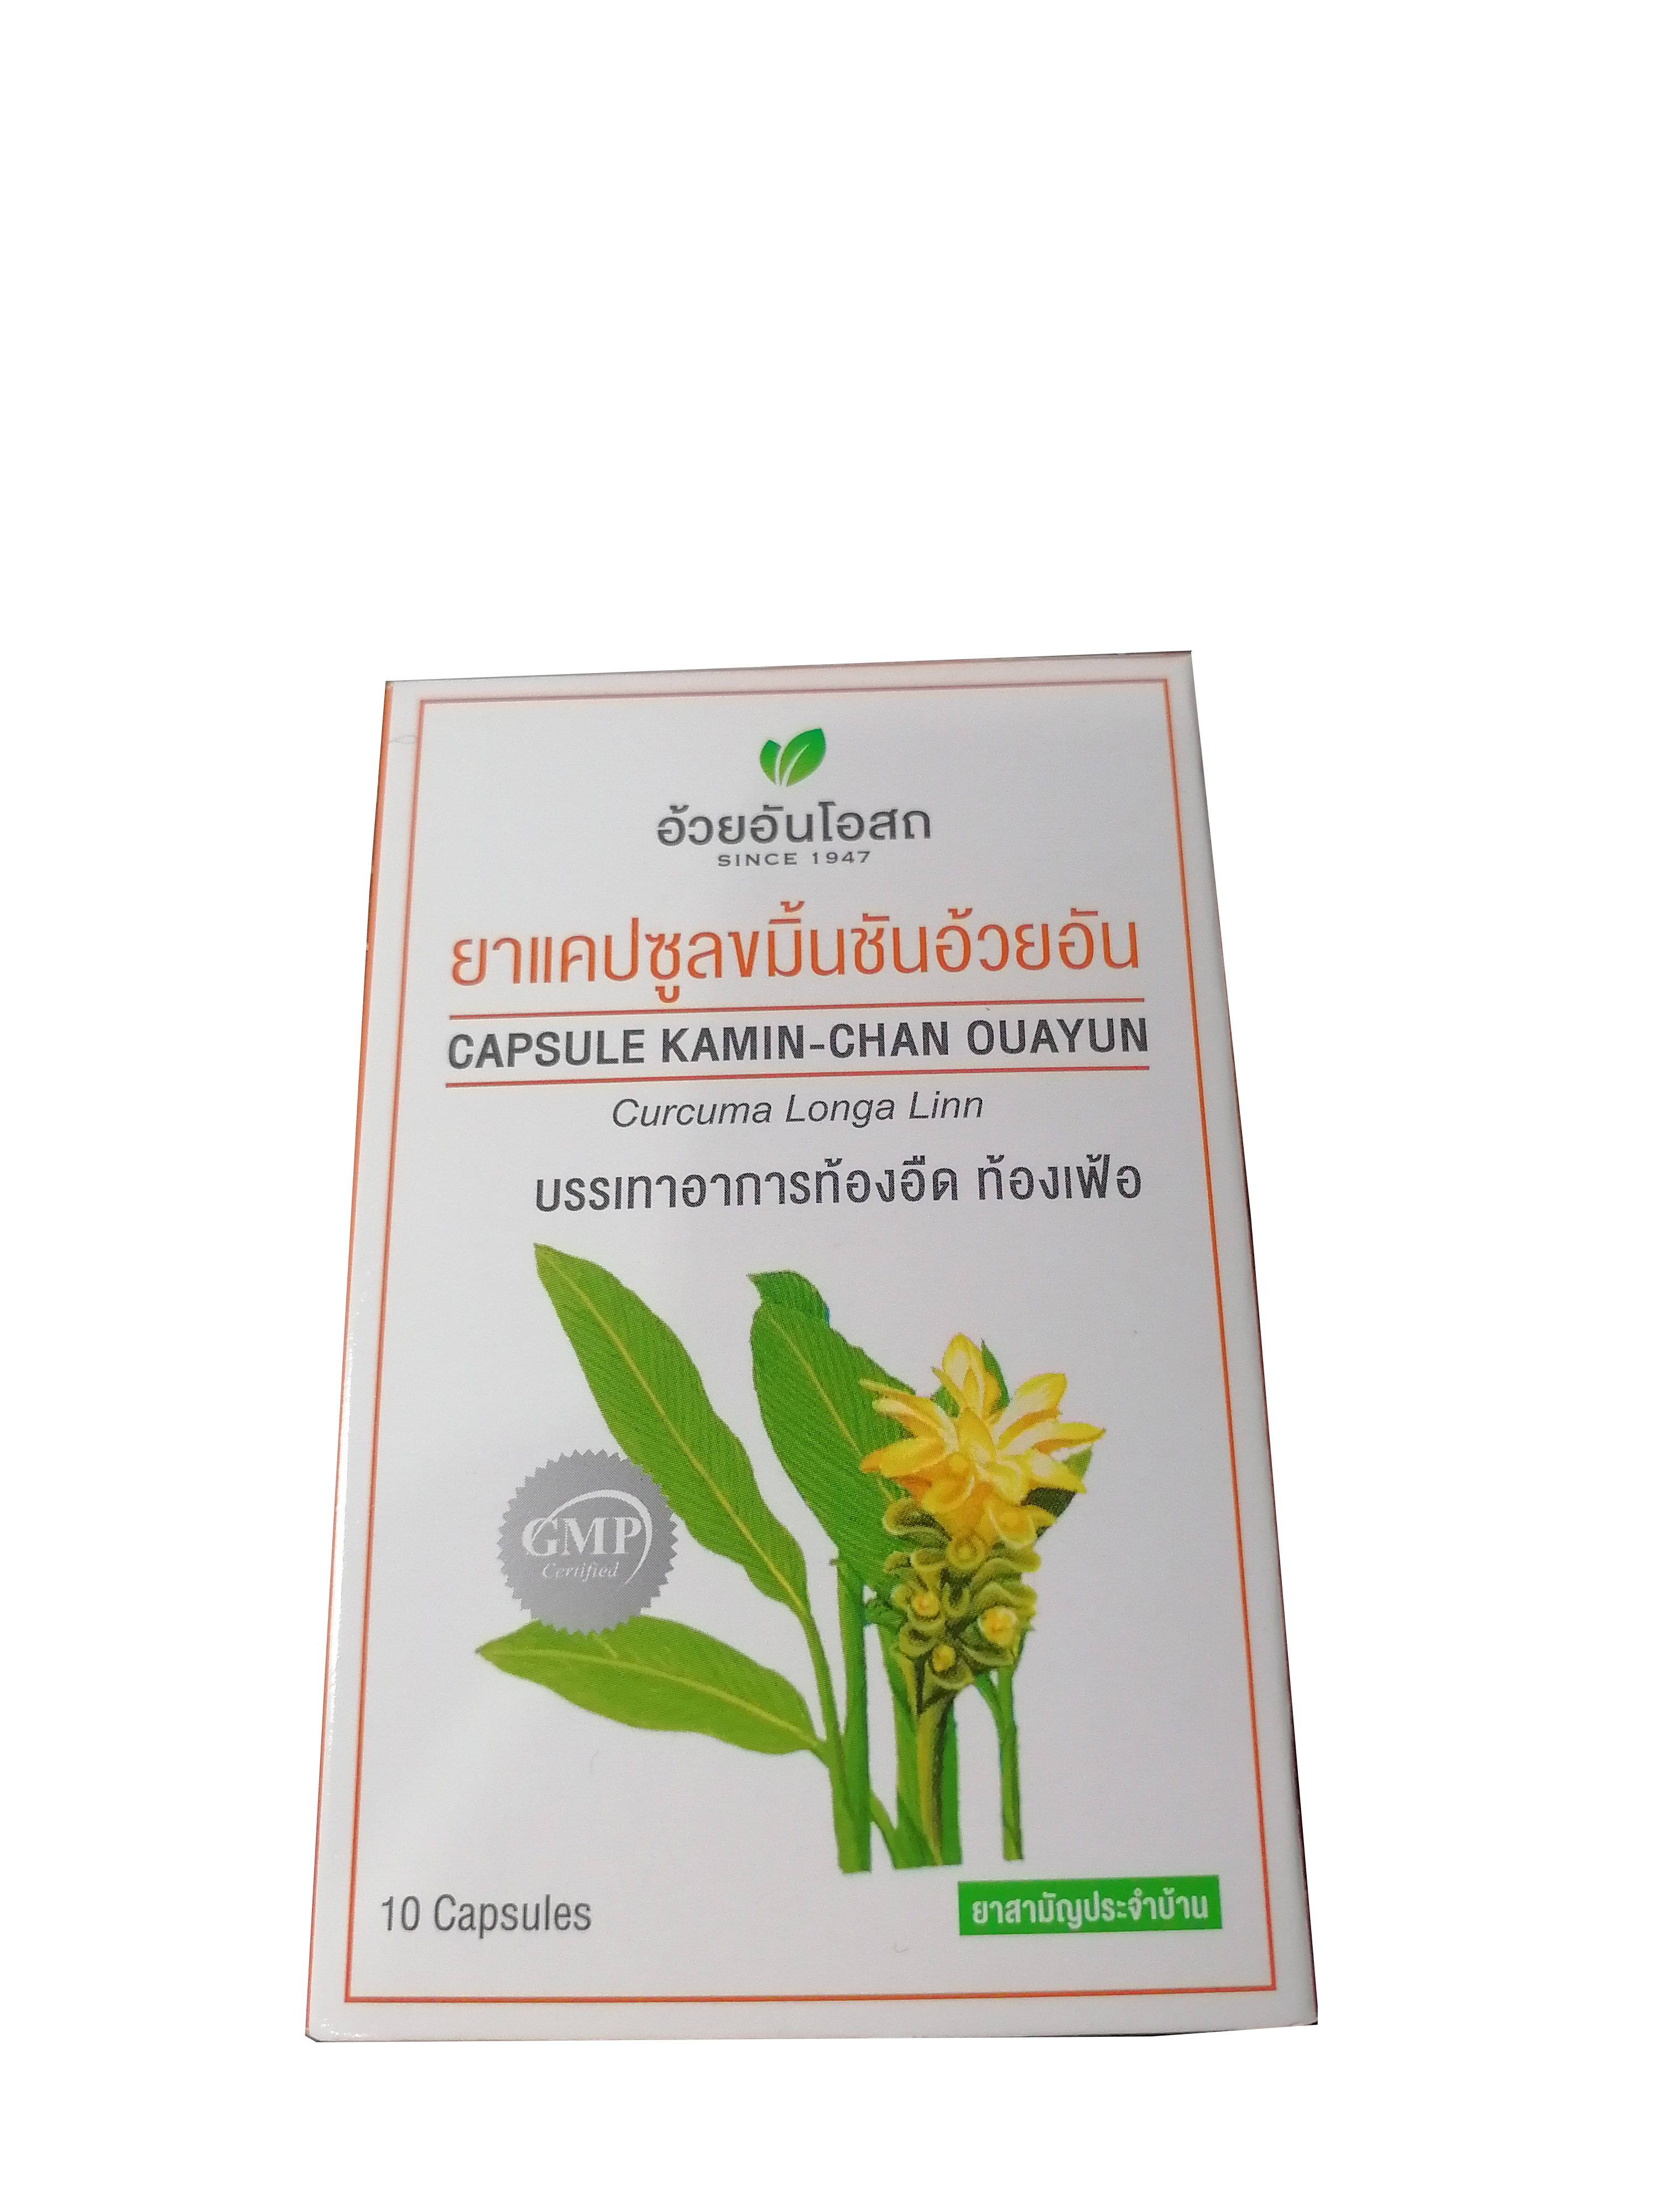 อ้วยอันโอสถ
SINCE 1947
ยาแคปซูลขมิ้นชันอ้วยอัน
CAPSULE KAMIN-CHAN OUAYUN
Curcuma Longa Linn
บรรเทาอาการท้องอืด ท้องเฟ้อ
GMP
Certified
10 Capsules
ยาสามัญประจำบ้าน